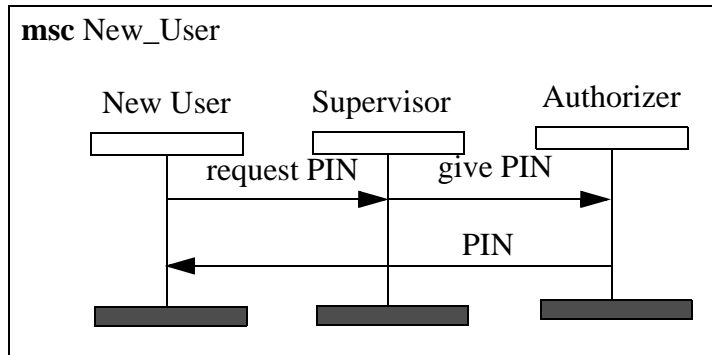 msc New_User
New User Supervisor Authorizer
request PIN give PIN
PIN